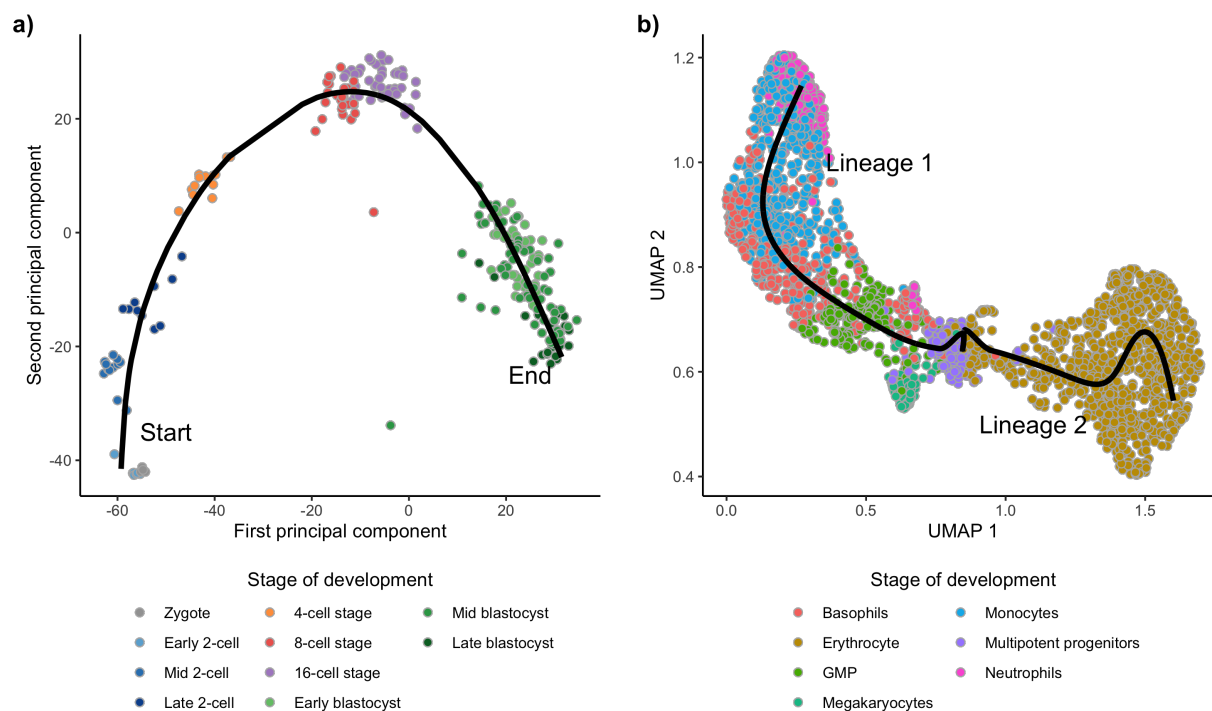 a)
Second principal component
20
0
-20
-40
Start
End
-60
-40
-20
0
20
First principal component
Stage of development
Zygote
Early 2-cell
Mid 2-cell
Late 2-cell
4-cell stage
8-cell stage
16-cell stage
Early blastocyst
Mid blastocyst
Late blastocyst
b)
UMAP 2
1.2
1.0
0.8
0.6
0.4
Lineage 1
Lineage 2
0.0
0.5
1.0
1.5
UMAP 1
Stage of development
Basophils
Erythrocyte
GMP
Megakaryocytes
Monocytes
Multipotent progenitors
Neutrophils